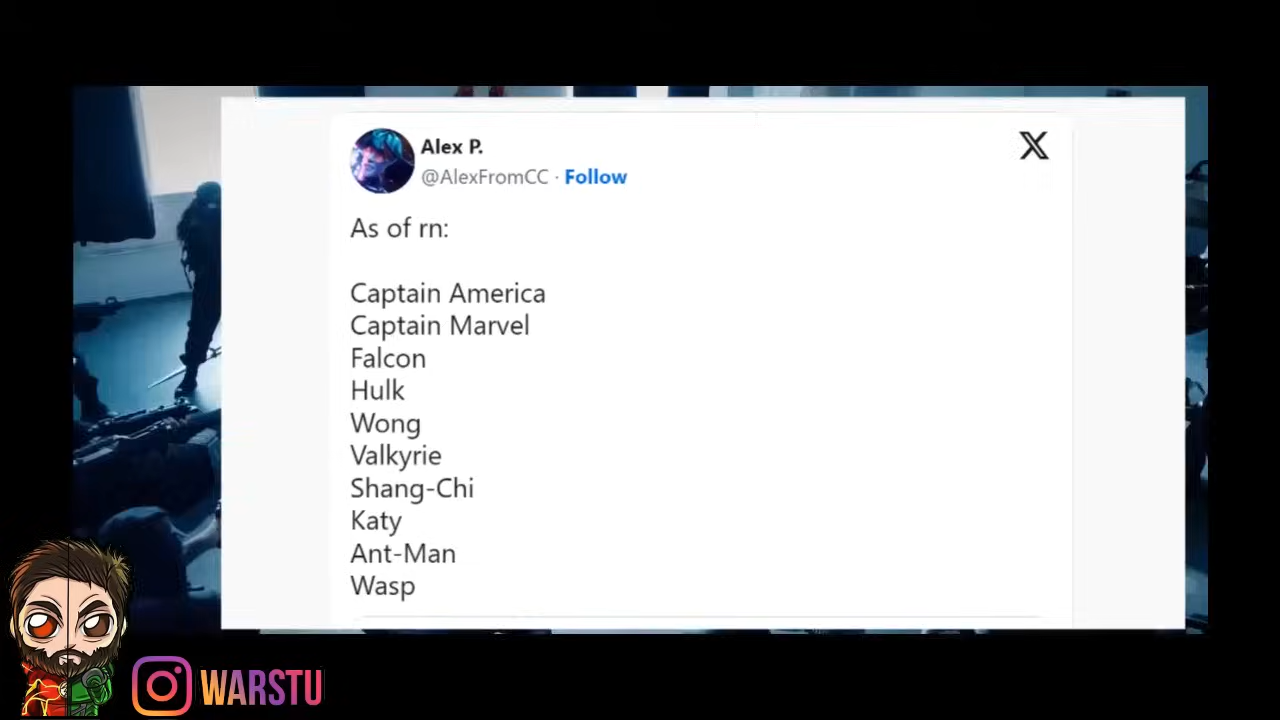 Alex P.
@AlexFromCC · Follow
As of rn:
Captain America
Captain Marvel
Falcon
Hulk
Wong
Valkyrie
Shang-Chi
Katy
Ant-Man
Wasp
WARSTU